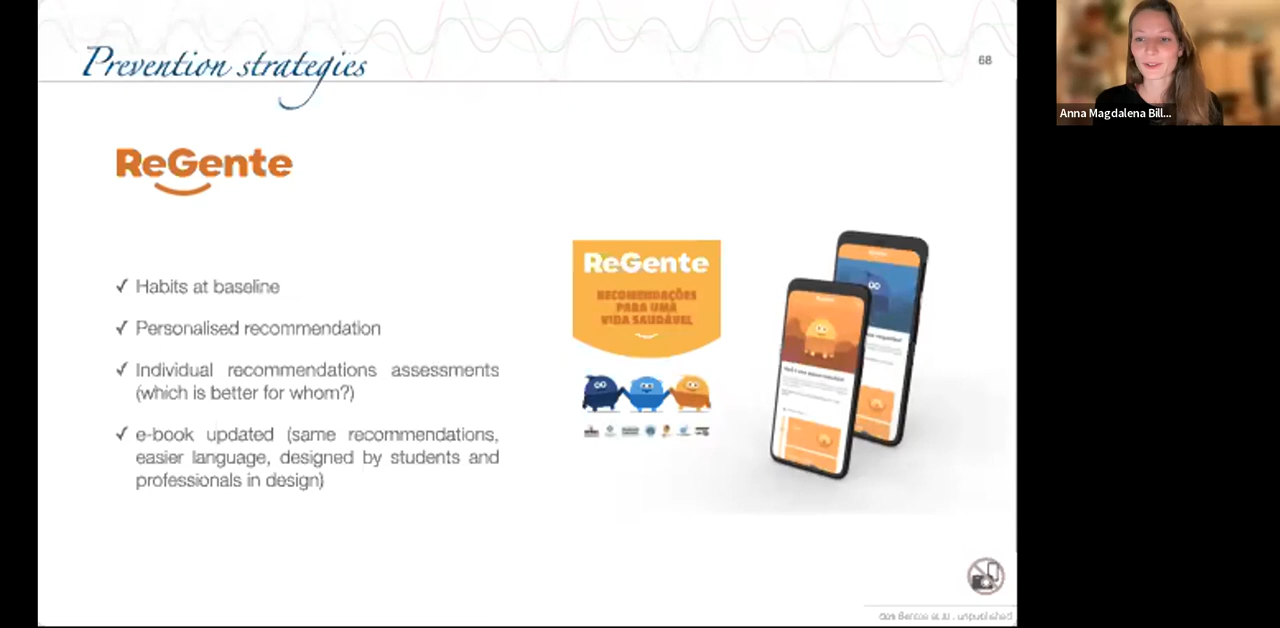 Prevention strategies
68
ReGente
✓ Habits at baseline
✓ Personalised recommendation
✓ Individual recommendations assessments
(which is better for whom?)
✓ e-book updated (same recommendations,
easier language, designed by students and
professionals in design)
ReGente
RECOMENDAÇÕES
PARA UMA
VIDA SAUDÁVEL
unpublished
Anna Magdalena Bill...